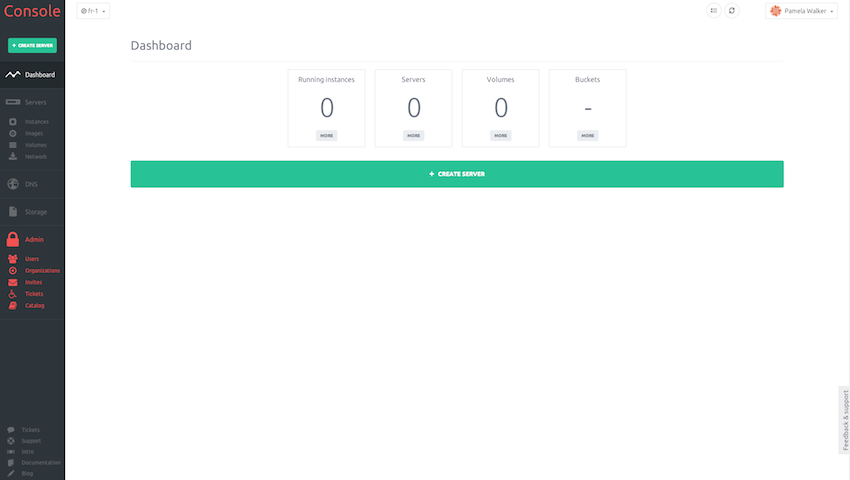 Console
fr-1
Pamela Walker
CREATE SERVER
Dashboard
Servers
Instances
Images
Volumes
Network
DNS
Storage
Admin
Users
Organizations
Invites
Tickets
Catalog
Tickets
Support
Intro
Documentation
Blog
Dashboard
Running instances
0
MORE
Servers
0
MORE
Volumes
0
MORE
Buckets
-
MORE
CREATE SERVER
Feedback & support